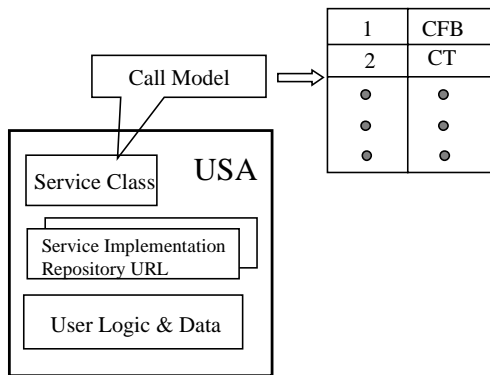 1 CFB
2 CT
Call Model
USA
Service Class
Service Implementation
Repository URL
User Logic & Data